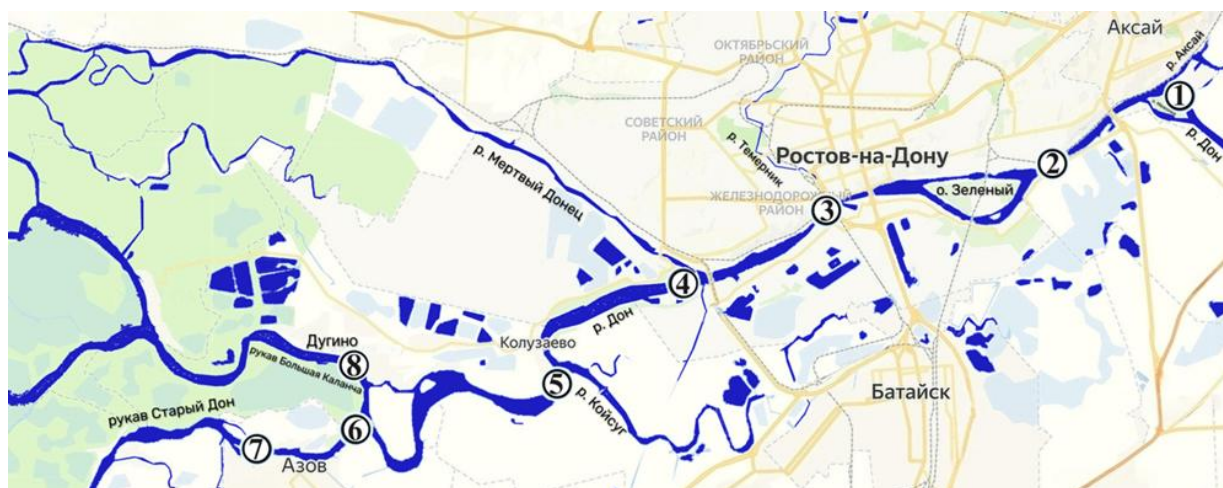 Аксай
р. Аксай
1
р. Дон
ОКТЯБРЬСКИЙ
РАЙОН
СОВЕТСКИЙ
РАЙОН
р. Темерник
Ростов-на-Дону
2
о. Зеленый
ЖЕЛЕЗНОДОРОЖНЫЙ
РАЙОН
3
р. Мертвый Донец
4
р. Дон
Колузаево
5
р. Койсуг
Батайск
Дугино
8
рукав Большая Каланча
6
рукав Старый Дон
7
Азов